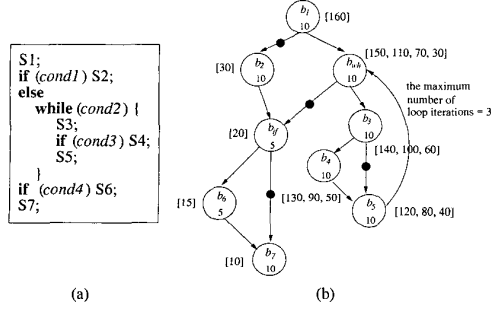 S1;
if (cond1) S2;
else
while (cond2) {
S3;
if (cond3) S4;
S5;
}
if (cond4) S6;
S7;
(a)
b1
10
[160]
[30]
b2
10
bwh
10
[150, 110, 70, 30]
the maximum
number of
loop iterations = 3
[20]
bif
5
b3
10
[140, 100, 60]
b4
10
[130, 90, 50]
b5
10
[120, 80, 40]
[15]
b6
5
[10]
b7
10
(b)